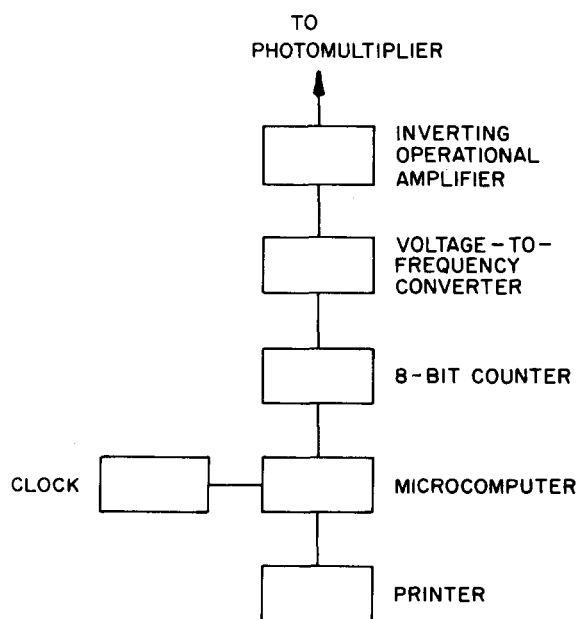 TO
PHOTOMULTIPLIER
INVERTING
OPERATIONAL
AMPLIFIER
VOLTAGE-TO-
FREQUENCY
CONVERTER
8-BIT COUNTER
CLOCK
MICROCOMPUTER
PRINTER